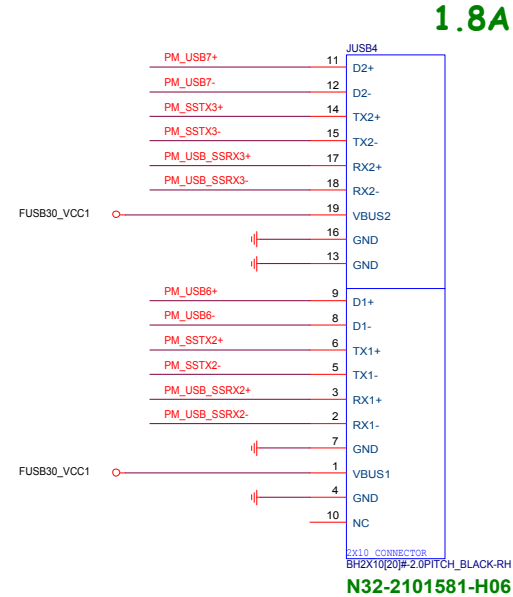 1.8A
JUSB4
PM_USB7+ 11 D2+
PM_USB7- 12 D2-
PM_SSTX3+ 14 TX2+
PM_SSTX3- 15 TX2-
PM_USB_SSRX3+ 17 RX2+
PM_USB_SSRX3- 18 RX2-
FUSB30_VCC1 19 VBUS2
16 GND
13 GND
PM_USB6+ 9 D1+
PM_USB6- 8 D1-
PM_SSTX2+ 6 TX1+
PM_SSTX2- 5 TX1-
PM_USB_SSRX2+ 3 RX1+
PM_USB_SSRX2- 2 RX1-
7 GND
FUSB30_VCC1 1 VBUS1
4 GND
10 NC
2X10 CONNECTOR
BH2X10[20]#-2.0PITCH_BLACK-RH
N32-2101581-H06